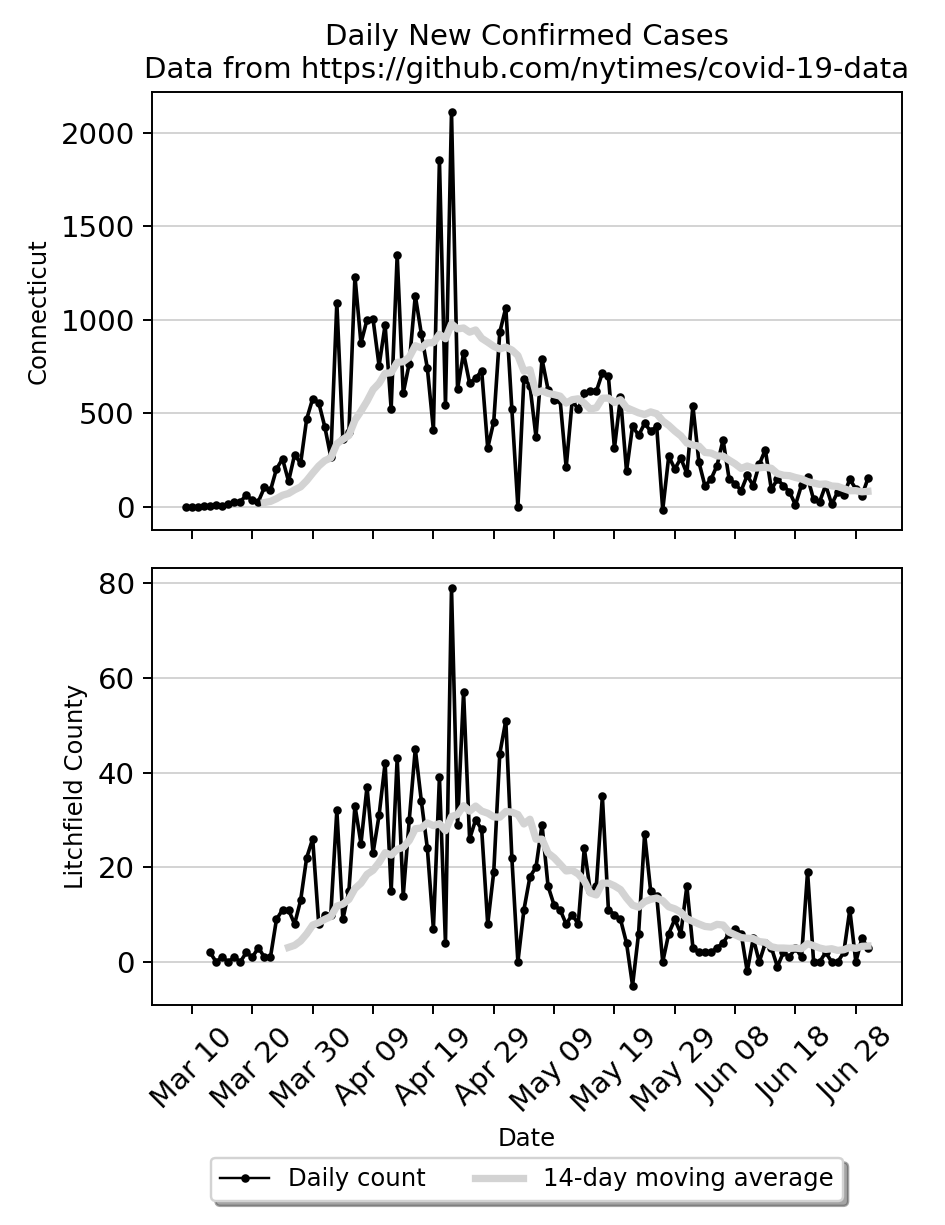 Daily New Confirmed Cases
Data from https://github.com/nytimes/covid-19-data
2000
1500
1000
500
0
Connecticut
80
60
40
20
0
Litchfield County
Mar 10
Mar 20
Mar 30
Apr 09
Apr 19
Apr 29
May 09
May 19
May 29
Jun 08
Jun 18
Jun 28
Date
Daily count
14-day moving average